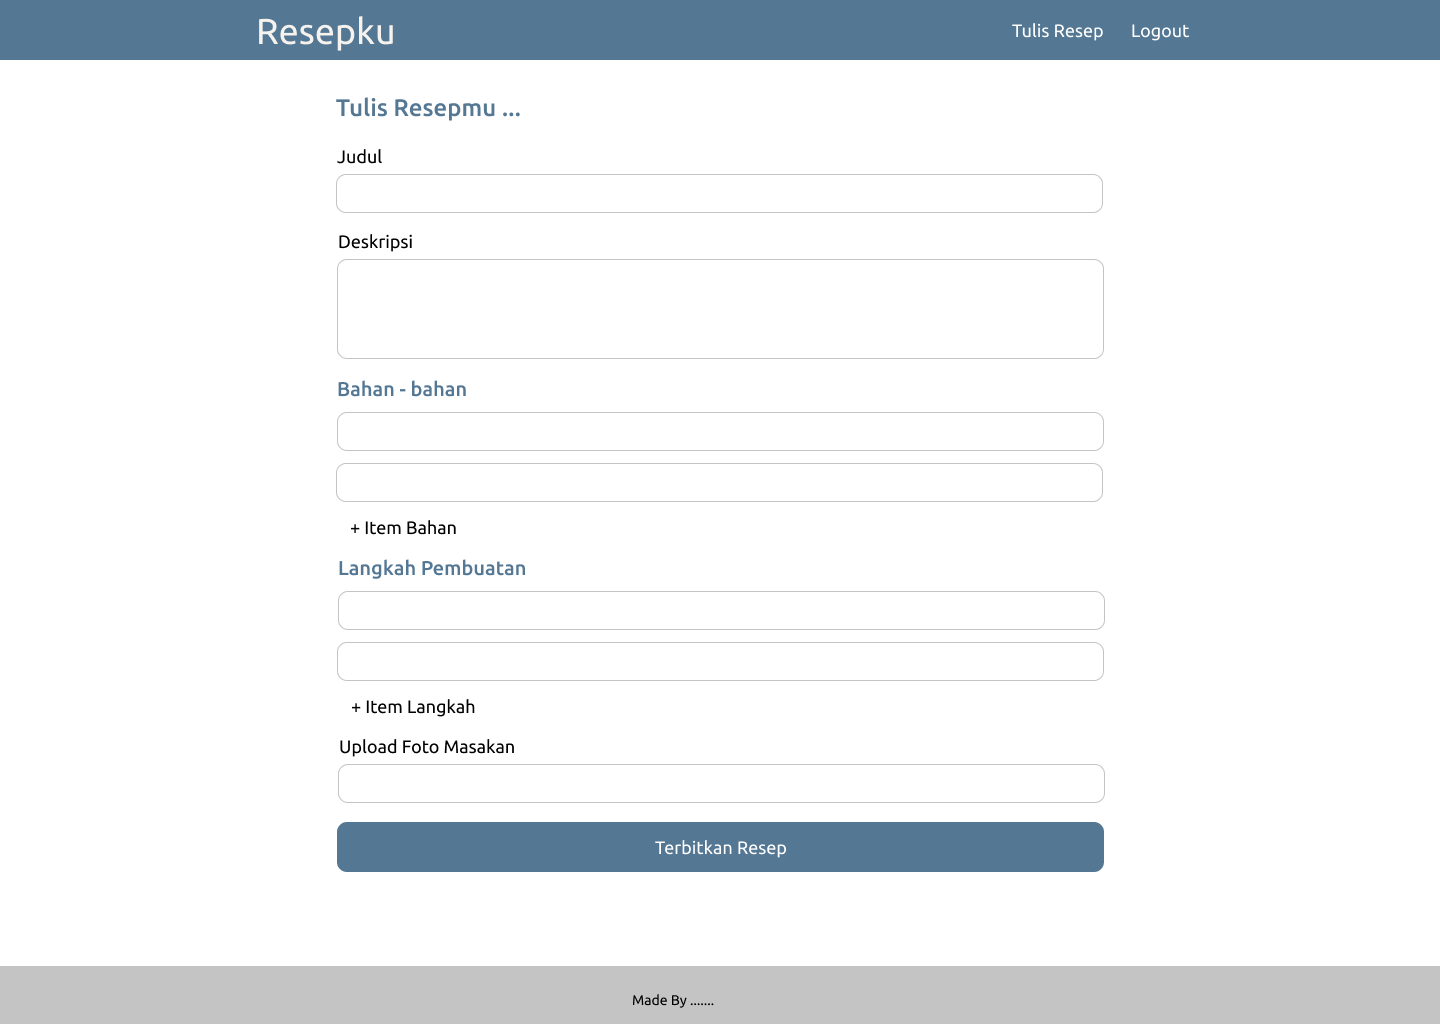 Resepku
Tulis Resep Logout
Tulis Resepmu ...
Judul
Deskripsi
Bahan - bahan
+ Item Bahan
Langkah Pembuatan
+ Item Langkah
Upload Foto Masakan
Terbitkan Resep
Made By .......